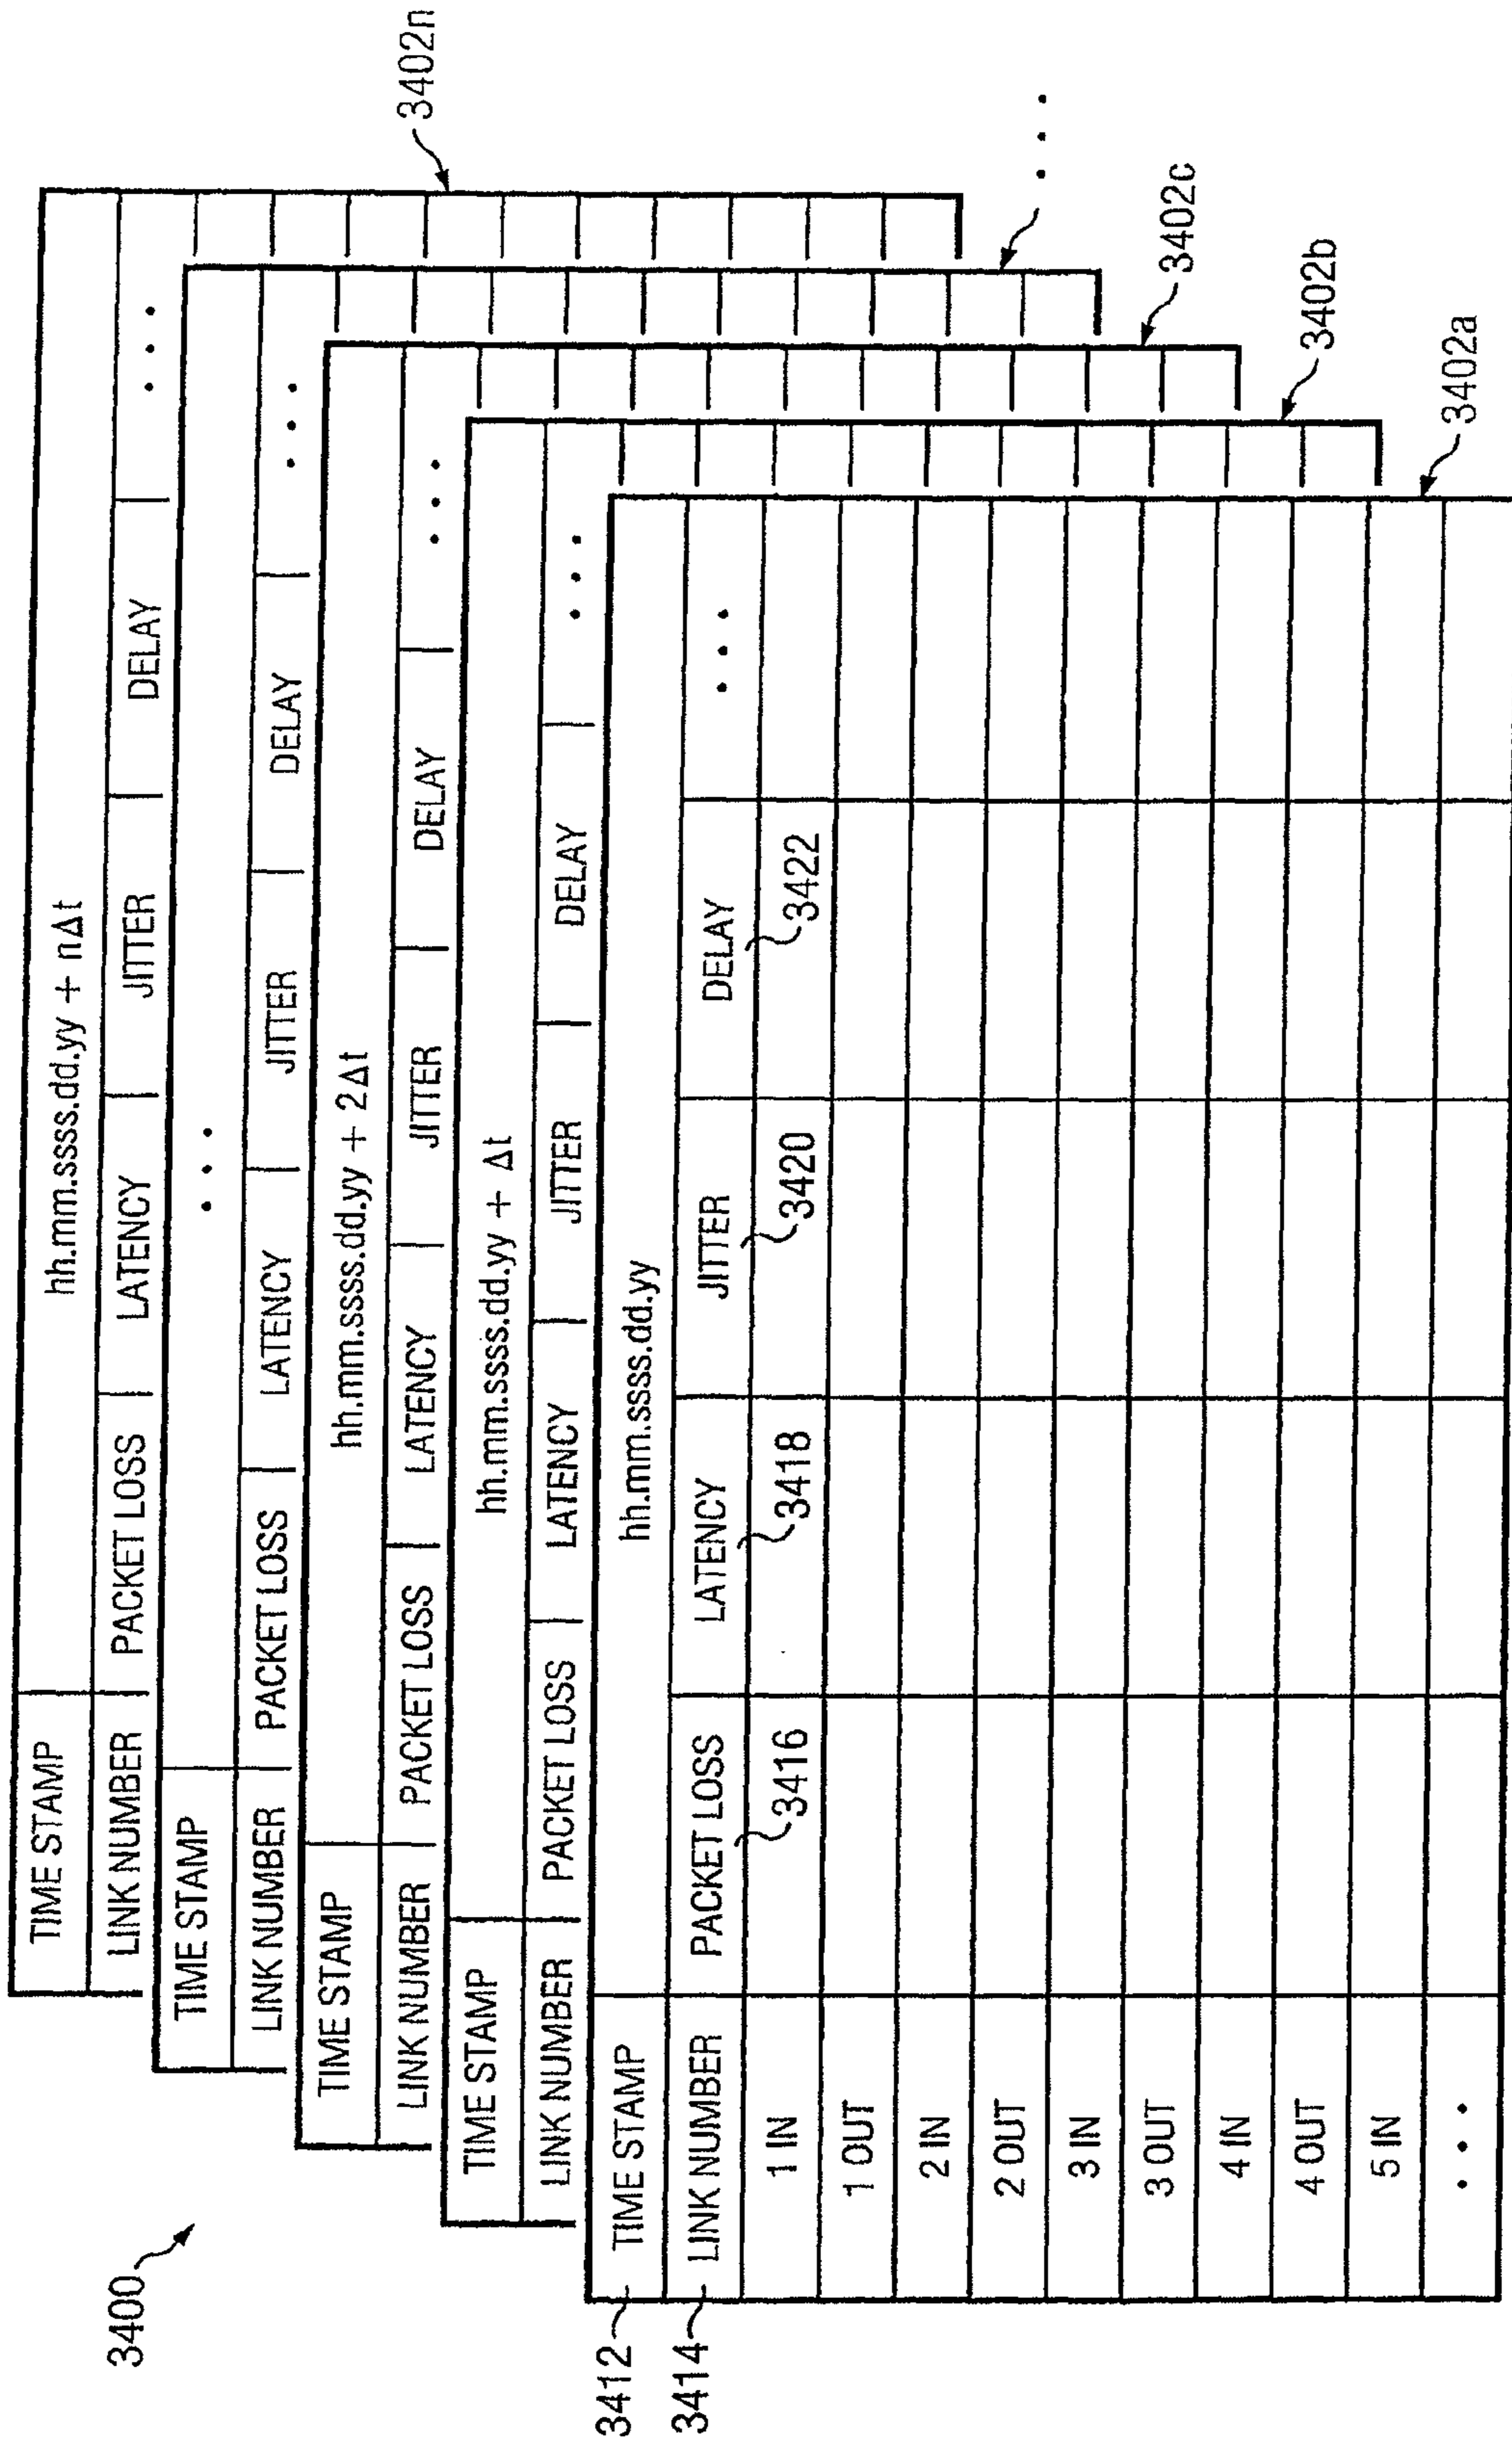 3400
TIME STAMP hh.mm.ssss.dd.yy + nΔt
LINK NUMBER PACKET LOSS LATENCY JITTER DELAY ...
3402n
TIME STAMP ...
LINK NUMBER PACKET LOSS LATENCY JITTER DELAY ...
...
TIME STAMP hh.mm.ssss.dd.yy + 2Δt
LINK NUMBER PACKET LOSS LATENCY JITTER DELAY ...
3402c
TIME STAMP hh.mm.ssss.dd.yy + Δt
LINK NUMBER PACKET LOSS LATENCY JITTER DELAY ...
3402b
3412 TIME STAMP hh.mm.ssss.dd.yy
3414 LINK NUMBER PACKET LOSS LATENCY JITTER DELAY ...
1 IN 3416 3418 3420 3422
1 OUT
2 IN
2 OUT
3 IN
3 OUT
4 IN
4 OUT
5 IN
3402a
...